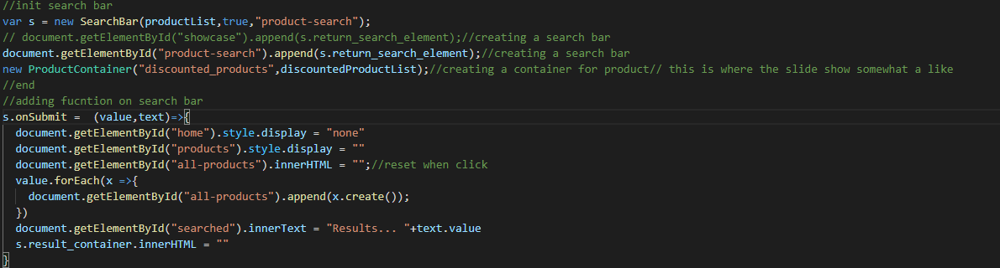 //init search bar
var s = new SearchBar(productList,true,"product-search");
// document.getElementById("showcase").append(s.return_search_element);//creating a search bar
document.getElementById("product-search").append(s.return_search_element);//creating a search bar
new ProductContainer("discounted_products",discountedProductList);//creating a container for product// this is where the slide show somewhat a like
//end
//adding fucntion on search bar
s.onSubmit =  (value,text)=>{
  document.getElementById("home").style.display = "none"
  document.getElementById("products").style.display = ""
  document.getElementById("all-products").innerHTML = "";//reset when click
  value.forEach(x =>{
    document.getElementById("all-products").append(x.create());
  })
  document.getElementById("searched").innerText = "Results... "+text.value
  s.result_container.innerHTML = ""
}